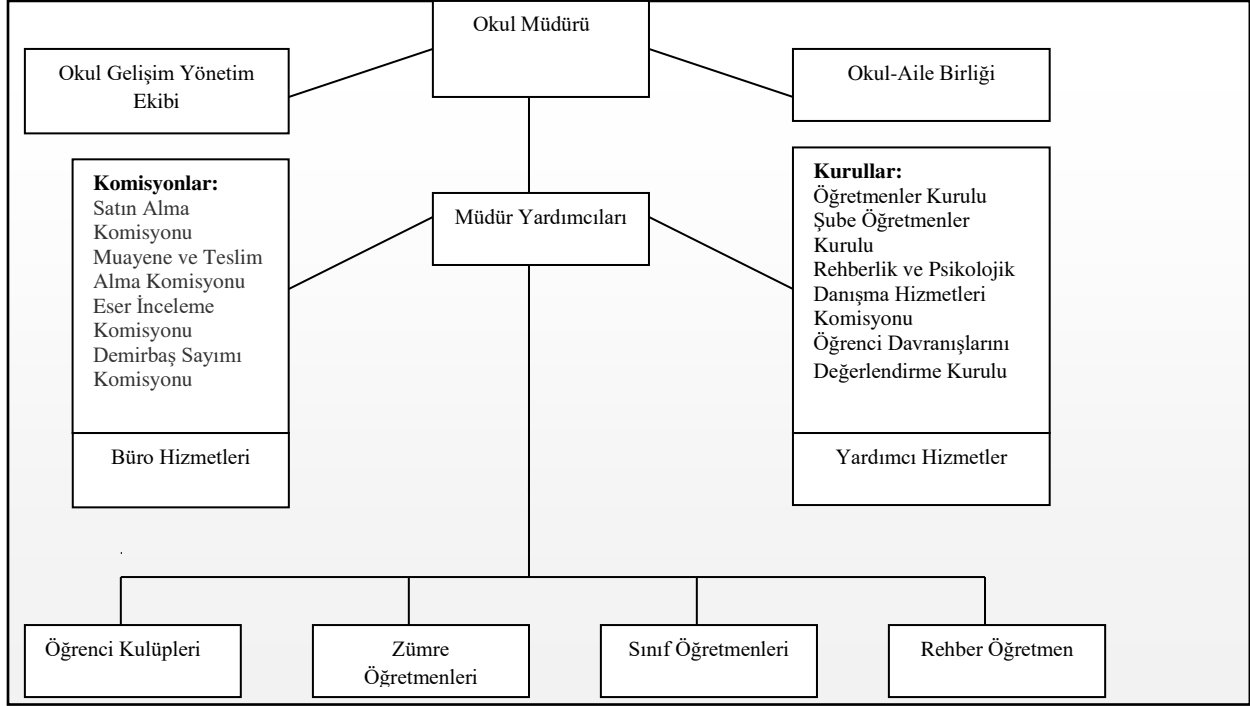 Okul Müdürü
Okul Gelişim Yönetim
Ekibi
Okul-Aile Birliği
Komisyonlar:
Satın Alma
Komisyonu
Muayene ve Teslim
Alma Komisyonu
Eser İnceleme
Komisyonu
Demirbaş Sayımı
Komisyonu
Müdür Yardımcıları
Kurullar:
Öğretmenler Kurulu
Şube Öğretmenler
Kurulu
Rehberlik ve Psikolojik
Danışma Hizmetleri
Komisyonu
Öğrenci Davranışlarını
Değerlendirme Kurulu
Büro Hizmetleri
Yardımcı Hizmetler
.
Öğrenci Kulüpleri
Zümre
Öğretmenleri
Sınıf Öğretmenleri
Rehber Öğretmen